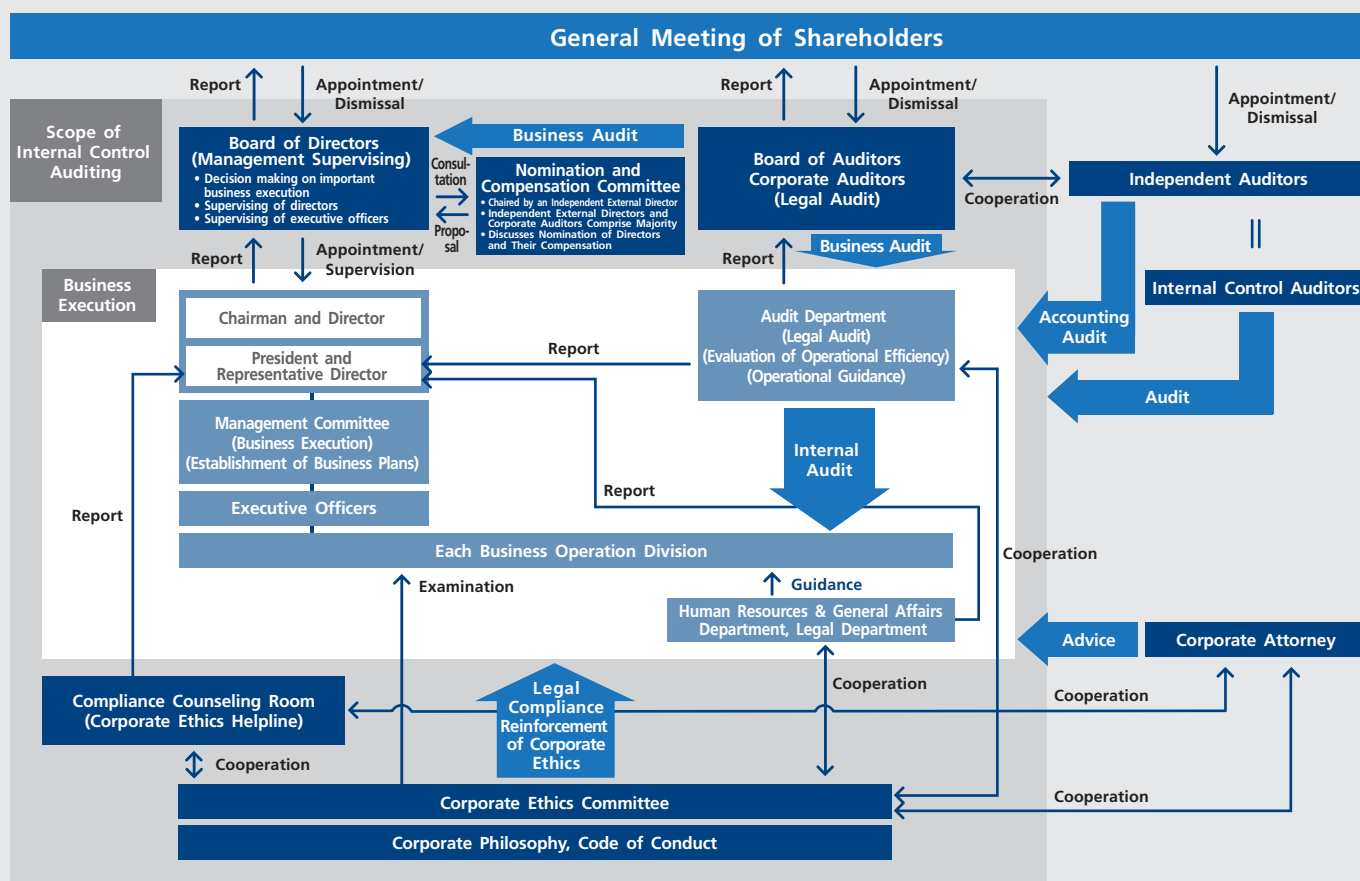 General Meeting of Shareholders
Report
Appointment/
Dismissal
Report
Appointment/
Dismissal
Appointment/
Dismissal
Scope of
Internal Control
Auditing
Board of Directors
(Management Supervising)
• Decision making on important
business execution
• Supervising of directors
• Supervising of executive officers
Business Audit
Consul-
tation
Propo-
sal
Nomination and
Compensation Committee
• Chaired by an Independent External Director
• Independent External Directors and
Corporate Auditors Comprise Majority
• Discusses Nomination of Directors
and Their Compensation
Board of Auditors
Corporate Auditors
(Legal Audit)
Cooperation
Independent Auditors
Report
Appointment/
Supervision
Report
Business Audit
Business
Execution
Internal Control Auditors
Chairman and Director
President and
Representative Director
Report
Audit Department
(Legal Audit)
(Evaluation of Operational Efficiency)
(Operational Guidance)
Accounting
Audit
Audit
Management Committee
(Business Execution)
(Establishment of Business Plans)
Internal
Audit
Report
Report
Executive Officers
Each Business Operation Division
Cooperation
Examination
Guidance
Human Resources & General Affairs
Department, Legal Department
Advice
Corporate Attorney
Compliance Counseling Room
(Corporate Ethics Helpline)
Legal
Compliance
Reinforcement
of Corporate
Ethics
Cooperation
Cooperation
Cooperation
Corporate Ethics Committee
Cooperation
Corporate Philosophy, Code of Conduct